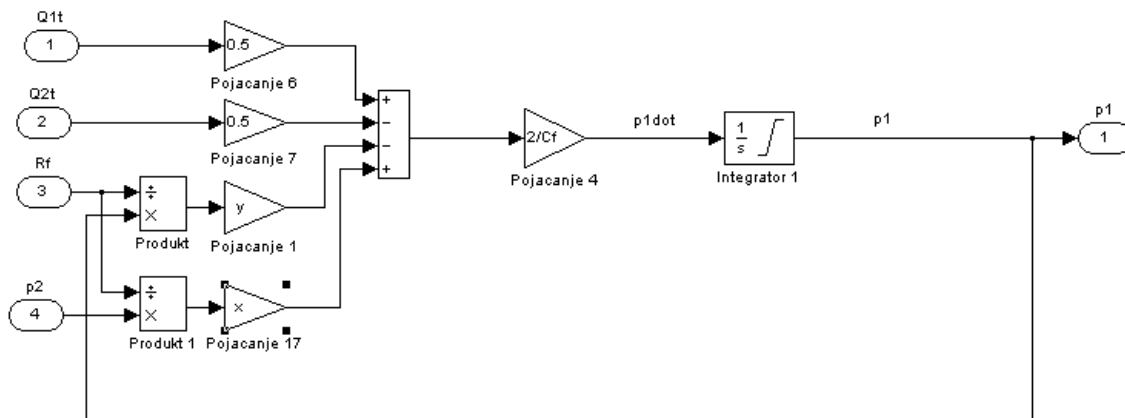 Q1t
1
0.5
Pojacanje 6
Q2t
2
0.5
Pojacanje 7
+
−
−
+
2/Cf
Pojacanje 4
p1dot
1
s
Integrator 1
p1
p1
1
Rf
3
÷
×
Produkt
y
Pojacanje 1
p2
4
÷
×
Produkt 1
x
Pojacanje 17